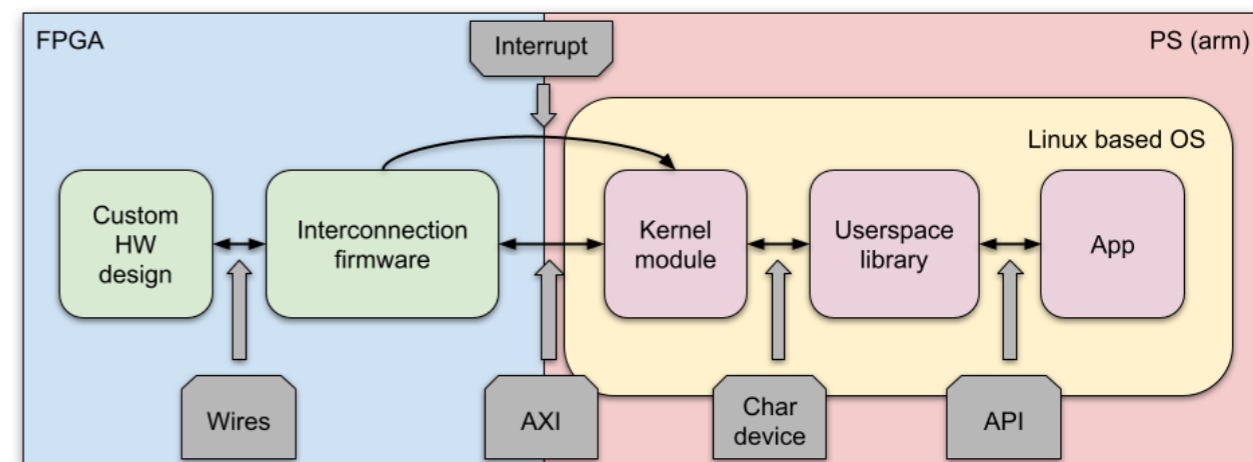 FPGA
Interrupt
PS (arm)
Linux based OS
Custom
HW
design
Interconnection
firmware
Kernel
module
Userspace
library
App
Wires
AXI
Char
device
API